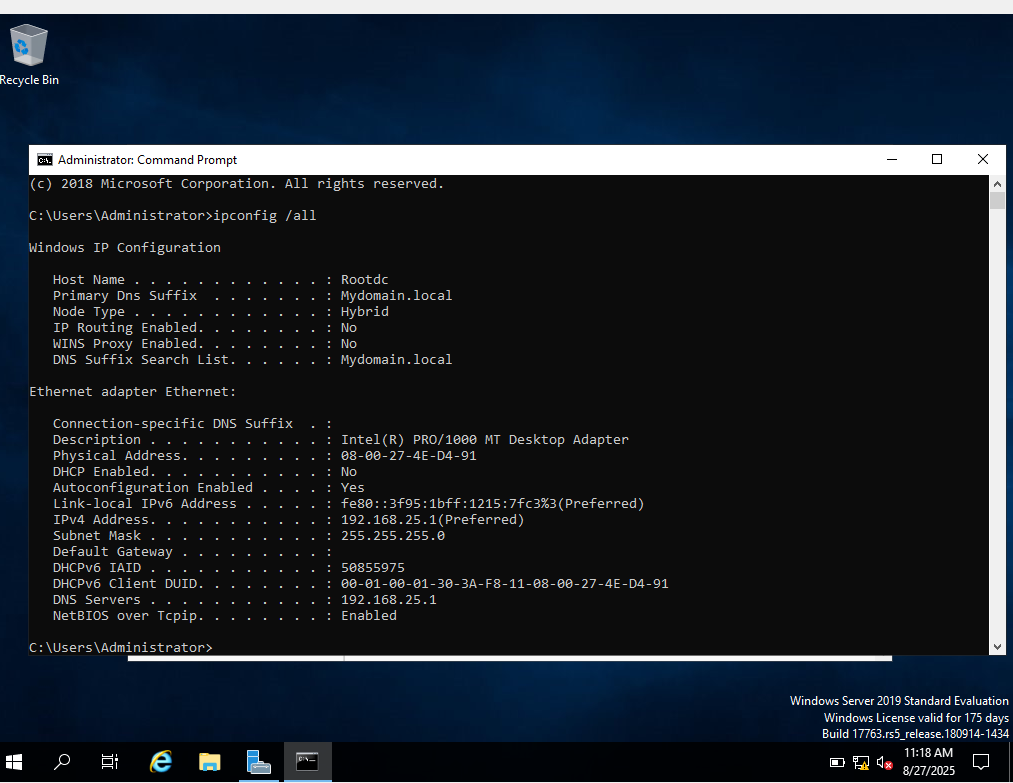 Recycle Bin
Administrator: Command Prompt
(c) 2018 Microsoft Corporation. All rights reserved.
C:\Users\Administrator>ipconfig /all
Windows IP Configuration
Host Name . . . . . . . . . . . . : Rootdc
Primary Dns Suffix  . . . . . . . : Mydomain.local
Node Type . . . . . . . . . . . . : Hybrid
IP Routing Enabled. . . . . . . . : No
WINS Proxy Enabled. . . . . . . . : No
DNS Suffix Search List. . . . . . : Mydomain.local
Ethernet adapter Ethernet:
Connection-specific DNS Suffix  . :
Description . . . . . . . . . . . : Intel(R) PRO/1000 MT Desktop Adapter
Physical Address. . . . . . . . . : 08-00-27-4E-D4-91
DHCP Enabled. . . . . . . . . . . : No
Autoconfiguration Enabled . . . . : Yes
Link-local IPv6 Address . . . . . : fe80::3f95:1bff:1215:7fc3%3(Preferred)
IPv4 Address. . . . . . . . . . . : 192.168.25.1(Preferred)
Subnet Mask . . . . . . . . . . . : 255.255.255.0
Default Gateway . . . . . . . . . :
DHCPv6 IAID . . . . . . . . . . . : 50855975
DHCPv6 Client DUID. . . . . . . . : 00-01-00-01-30-3A-F8-11-08-00-27-4E-D4-91
DNS Servers . . . . . . . . . . . : 192.168.25.1
NetBIOS over Tcpip. . . . . . . . : Enabled
C:\Users\Administrator>
Windows Server 2019 Standard Evaluation
Windows License valid for 175 days
Build 17763.rs5_release.180914-1434
11:18 AM
8/27/2025